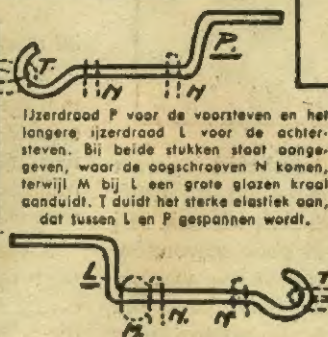 P.
T.
N
N
IJzerdraad P voor de voorsteven en het
langere ijzerdraad L voor de achter-
steven. Bij beide stukken staat aange-
geven, waar de oogschroeven N komen,
terwijl M bij L een grote glazen kraal
aanduidt. T duidt het sterke elastiek aan,
dat tussen L en P gespannen wordt.
L
T
M.
N.
N